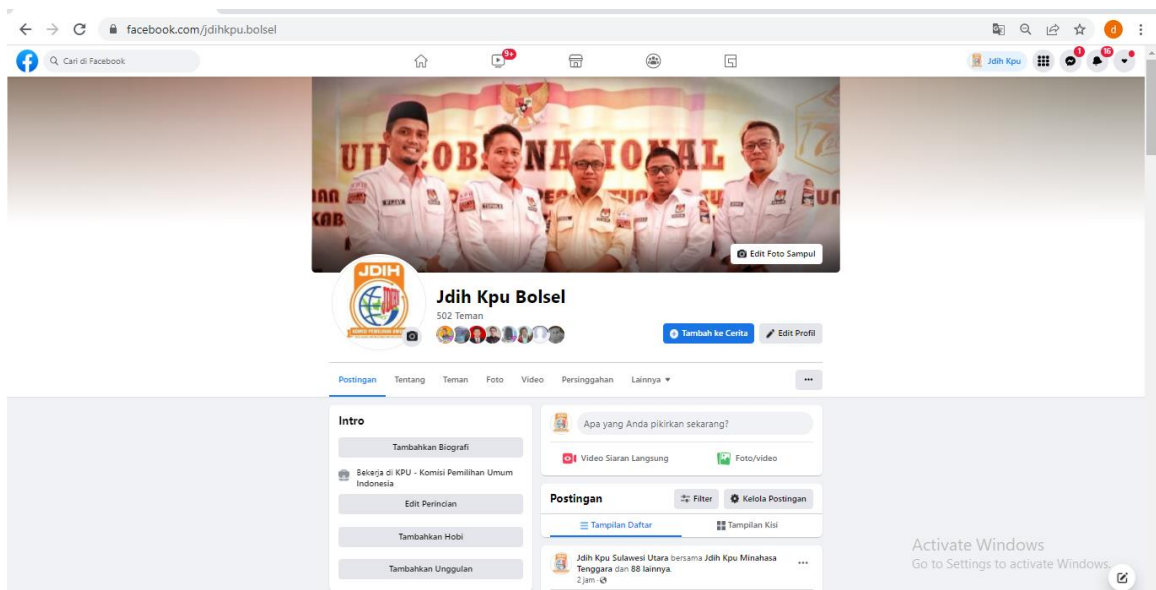 facebook.com/jdihkpu.bolsel
d
Cari di Facebook
9+
Jdih Kpu
1
16
NASIONAL
KAB
Edit Foto Sampul
JDIH
Jdih Kpu Bolsel
502 Teman
Tambah ke Cerita
Edit Profil
Postingan Tentang Teman Foto Video Persinggahan Lainnya
Intro
Tambahkan Biografi
Bekerja di KPU - Komisi Pemilihan Umum
Indonesia
Edit Perincian
Tambahkan Hobi
Tambahkan Unggulan
Apa yang Anda pikirkan sekarang?
Video Siaran Langsung
Foto/video
Postingan
Filter
Kelola Postingan
Tampilan Daftar
Tampilan Kisi
Jdih Kpu Sulawesi Utara bersama Jdih Kpu Minahasa
Tenggara dan 88 lainnya.
2 jam
Activate Windows
Go to Settings to activate Windows.